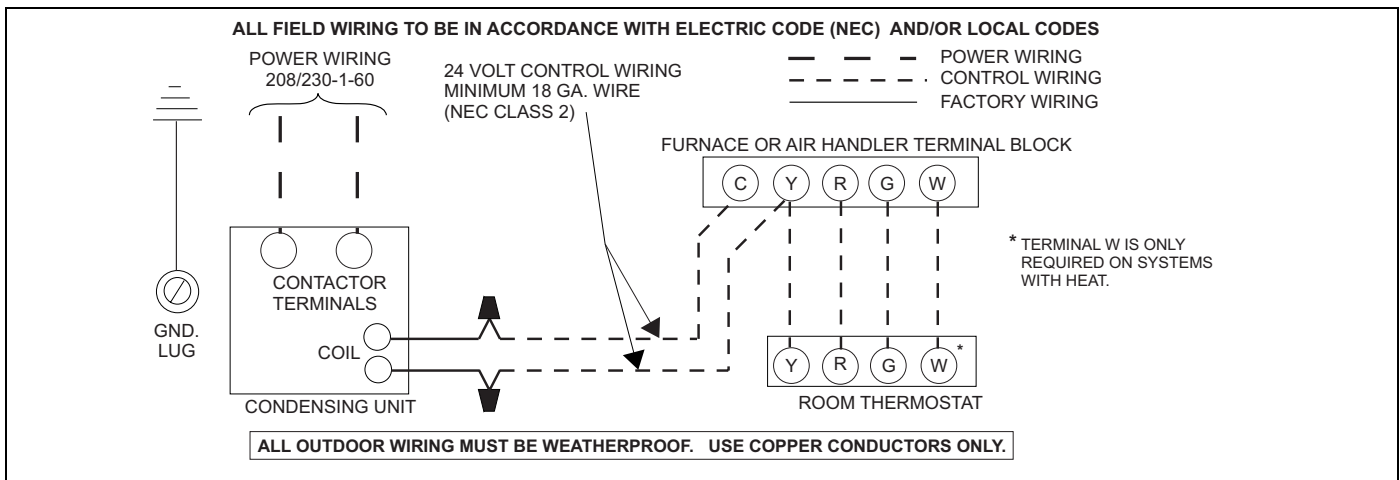 ALL FIELD WIRING TO BE IN ACCORDANCE WITH ELECTRIC CODE (NEC) AND/OR LOCAL CODES
POWER WIRING
208/230-1-60
24 VOLT CONTROL WIRING
MINIMUM 18 GA. WIRE
(NEC CLASS 2)
POWER WIRING
CONTROL WIRING
FACTORY WIRING
FURNACE OR AIR HANDLER TERMINAL BLOCK
C Y R G W
* TERMINAL W IS ONLY
REQUIRED ON SYSTEMS
WITH HEAT.
CONTACTOR
TERMINALS
GND.
LUG
COIL
CONDENSING UNIT
Y R G W *
ROOM THERMOSTAT
ALL OUTDOOR WIRING MUST BE WEATHERPROOF. USE COPPER CONDUCTORS ONLY.